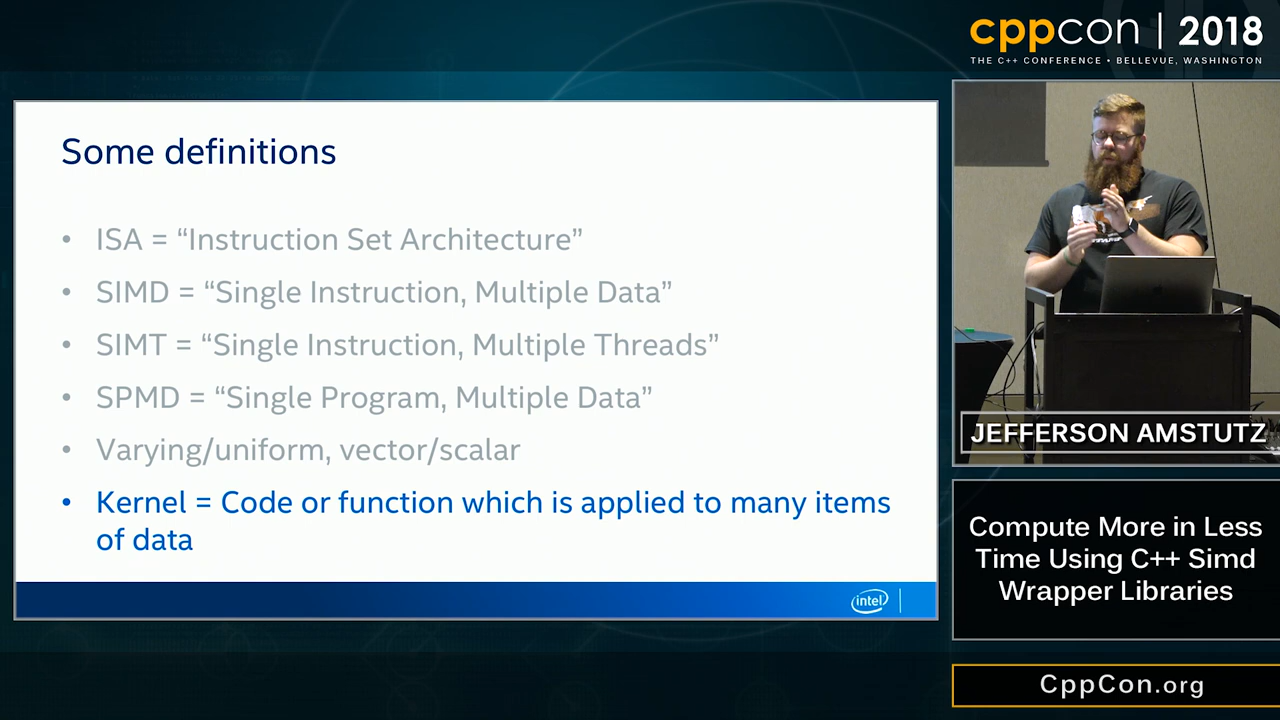 cppcon | 2018
THE C++ CONFERENCE • BELLEVUE, WASHINGTON
Some definitions
• ISA = “Instruction Set Architecture”
• SIMD = “Single Instruction, Multiple Data”
• SIMT = “Single Instruction, Multiple Threads”
• SPMD = “Single Program, Multiple Data”
• Varying/uniform, vector/scalar
• Kernel = Code or function which is applied to many items
of data
intel
JEFFERSON AMSTUTZ
Compute More in Less
Time Using C++ Simd
Wrapper Libraries
CppCon.org